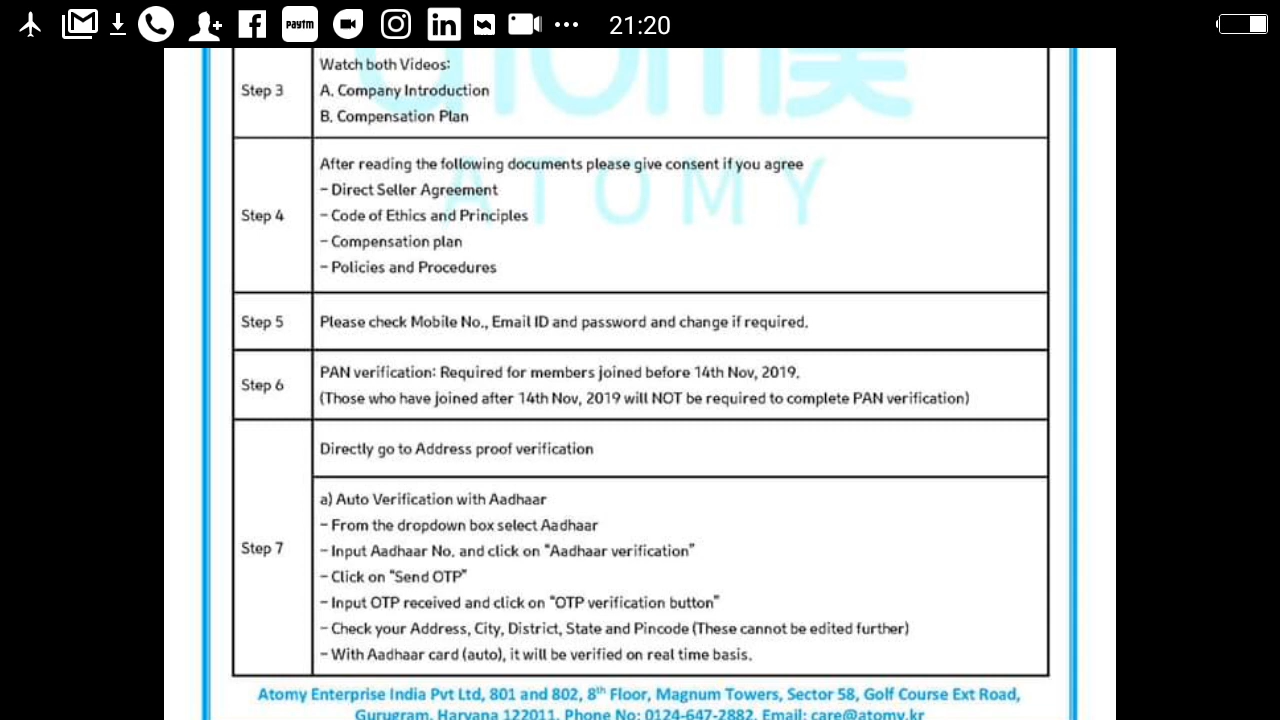 21:20
Step 3
Watch both Videos:
A. Company Introduction
B. Compensation Plan
atom美
ATOMY
Step 4
After reading the following documents please give consent if you agree
- Direct Seller Agreement
- Code of Ethics and Principles
- Compensation plan
- Policies and Procedures
Step 5
Please check Mobile No., Email ID and password and change if required.
Step 6
PAN verification: Required for members joined before 14th Nov, 2019.
(Those who have joined after 14th Nov, 2019 will NOT be required to complete PAN verification)
Step 7
Directly go to Address proof verification
a) Auto Verification with Aadhaar
- From the dropdown box select Aadhaar
- Input Aadhaar No. and click on "Aadhaar verification"
- Click on "Send OTP"
- Input OTP received and click on "OTP verification button"
- Check your Address, City, District, State and Pincode (These cannot be edited further)
- With Aadhaar card (auto), it will be verified on real time basis.
Atomy Enterprise India Pvt Ltd, 801 and 802, 8th Floor, Magnum Towers, Sector 58, Golf Course Ext Road,
Gurugram, Haryana 122011, Phone No: 0124-647-2882, Email: care@atomy.kr